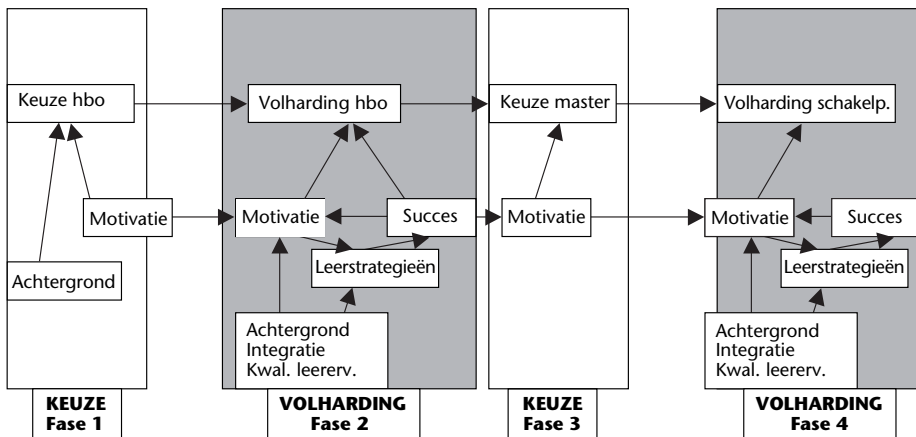 Keuze hbo
Volharding hbo
Keuze master
Volharding schakelp.
Motivatie
Motivatie
Succes
Motivatie
Motivatie
Succes
Achtergrond
Leerstrategieën
Leerstrategieën
Achtergrond
Integratie
Kwal. leererv.
Achtergrond
Integratie
Kwal. leererv.
KEUZE
Fase 1
VOLHARDING
Fase 2
KEUZE
Fase 3
VOLHARDING
Fase 4